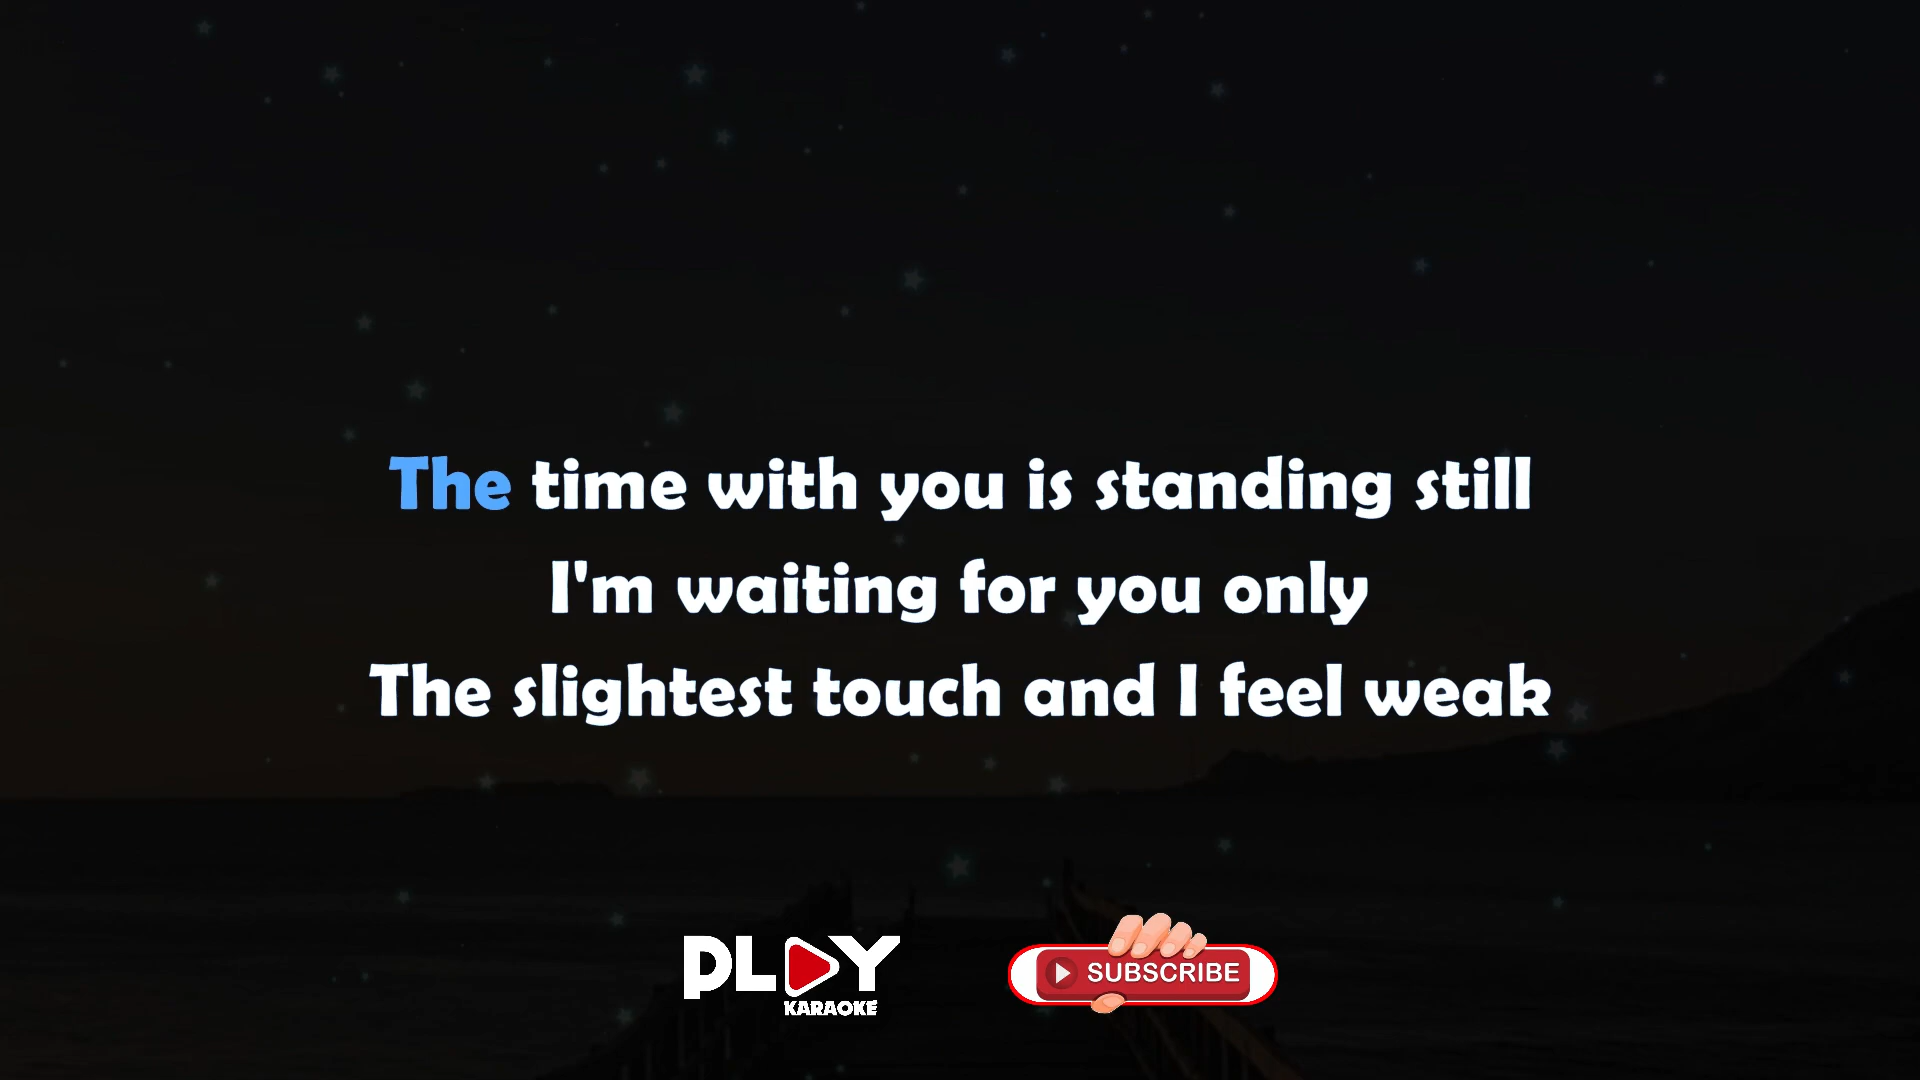 The time with you is standing still
I'm waiting for you only
The slightest touch and I feel weak
PLAY
KARAOKE
SUBSCRIBE